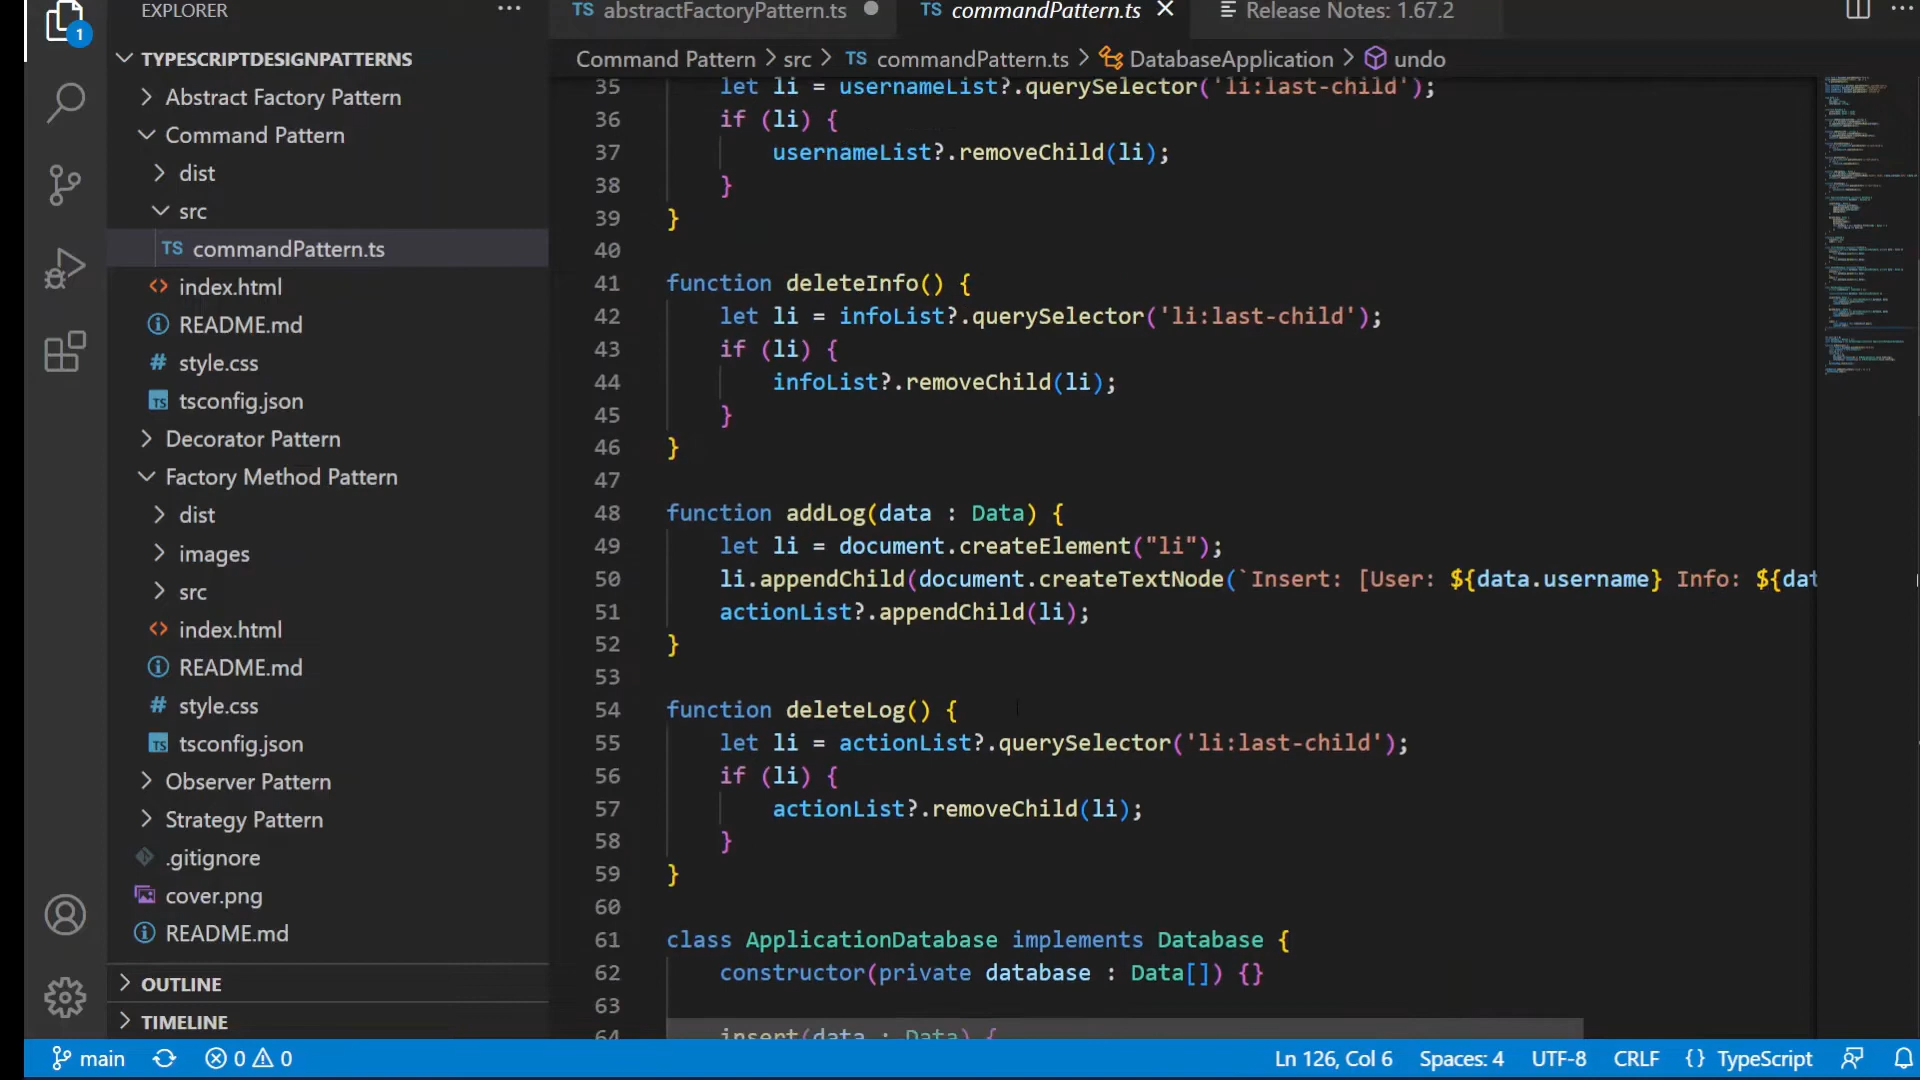 EXPLORER
TYPESCRIPTDESIGNPATTERNS
Abstract Factory Pattern
Command Pattern
dist
src
TS commandPattern.ts
index.html
README.md
# style.css
TS tsconfig.json
Decorator Pattern
Factory Method Pattern
dist
images
src
index.html
README.md
# style.css
TS tsconfig.json
Observer Pattern
Strategy Pattern
.gitignore
cover.png
README.md
OUTLINE
TIMELINE
1
TS abstractFactoryPattern.ts
TS commandPattern.ts
Release Notes: 1.67.2
Command Pattern > src > TS commandPattern.ts > DatabaseApplication > undo
35 let li = usernameList?.querySelector('li:last-child');
36 if (li) {
37 usernameList?.removeChild(li);
38 }
39 }
40
41 function deleteInfo() {
42 let li = infoList?.querySelector('li:last-child');
43 if (li) {
44 infoList?.removeChild(li);
45 }
46 }
47
48 function addLog(data : Data) {
49 let li = document.createElement("li");
50 li.appendChild(document.createTextNode(`Insert: [User: ${data.username} Info: ${dat
51 actionList?.appendChild(li);
52 }
53
54 function deleteLog() {
55 let li = actionList?.querySelector('li:last-child');
56 if (li) {
57 actionList?.removeChild(li);
58 }
59 }
60
61 class ApplicationDatabase implements Database {
62 constructor(private database : Data[]) {}
63
64 insert(data : Data) {
main 0 0 Ln 126, Col 6 Spaces: 4 UTF-8 CRLF {} TypeScript